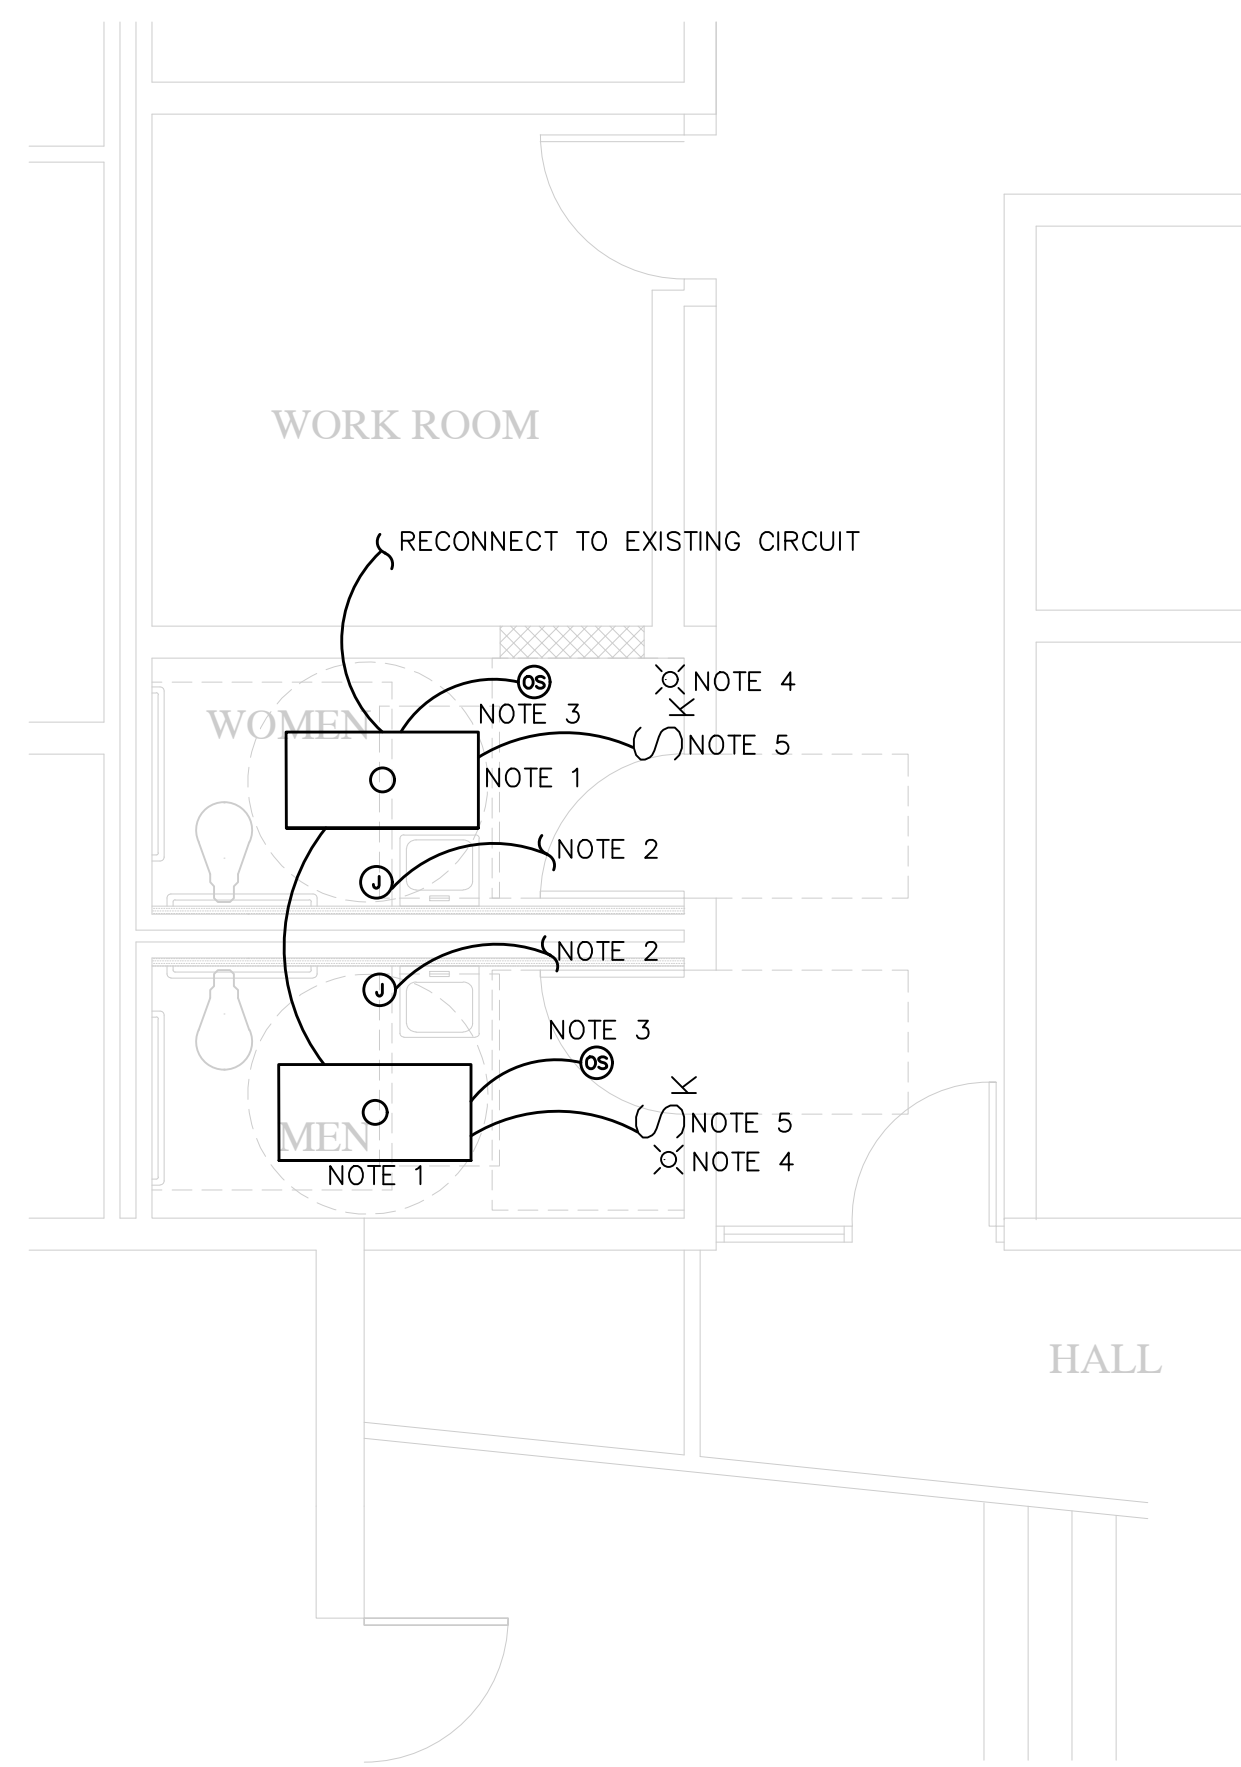 WORK ROOM
RECONNECT TO EXISTING CIRCUIT
OS
NOTE 4
WOMEN
NOTE 3
K
S
NOTE 5
NOTE 1
NOTE 2
J
NOTE 2
J
NOTE 3
OS
K
S
NOTE 5
MEN
NOTE 4
NOTE 1
HALL